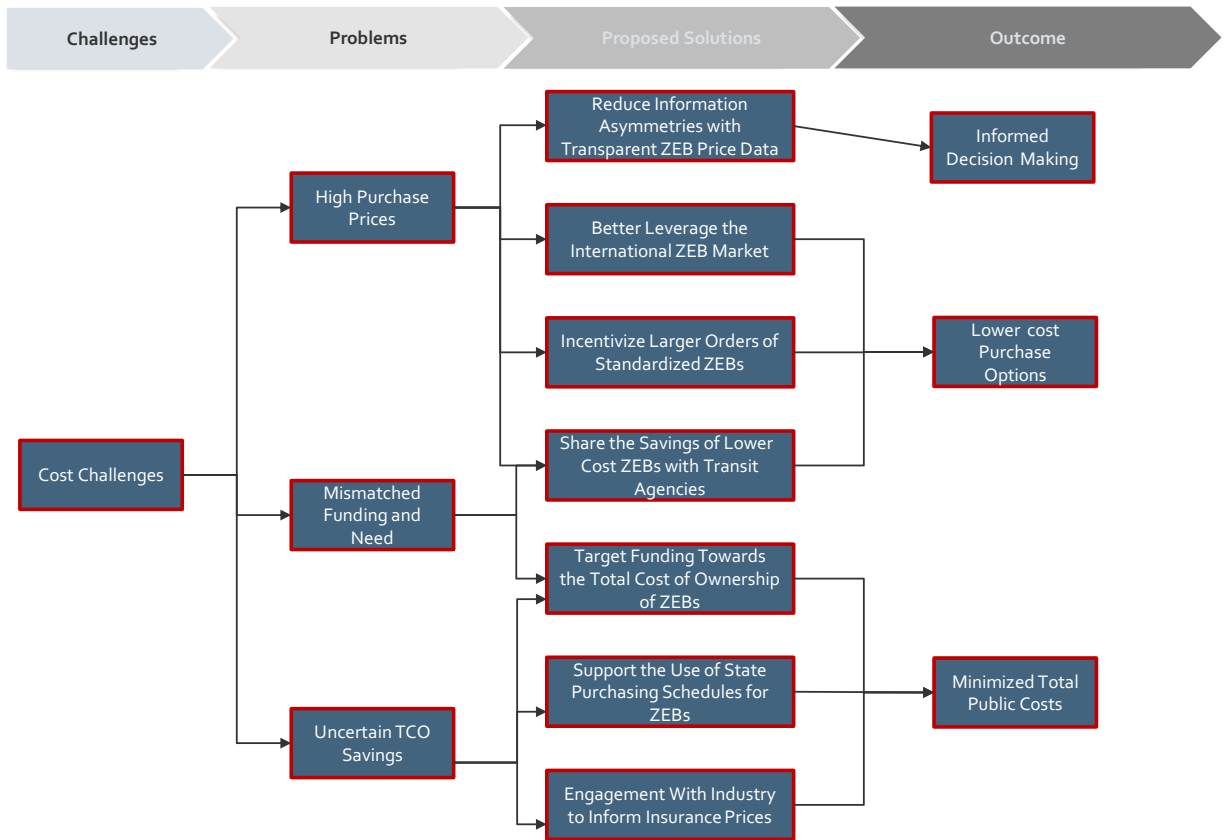 Challenges
Problems
Proposed Solutions
Outcome
Reduce Information
Asymmetries with
Transparent ZEB Price Data
Informed
Decision Making
High Purchase
Prices
Better Leverage the
International ZEB Market
Incentivize Larger Orders of
Standardized ZEBs
Lower cost
Purchase
Options
Cost Challenges
Share the Savings of Lower
Cost ZEBs with Transit
Agencies
Mismatched
Funding and
Need
Target Funding Towards
the Total Cost of Ownership
of ZEBs
Support the Use of State
Purchasing Schedules for
ZEBs
Minimized Total
Public Costs
Uncertain TCO
Savings
Engagement With Industry
to Inform Insurance Prices